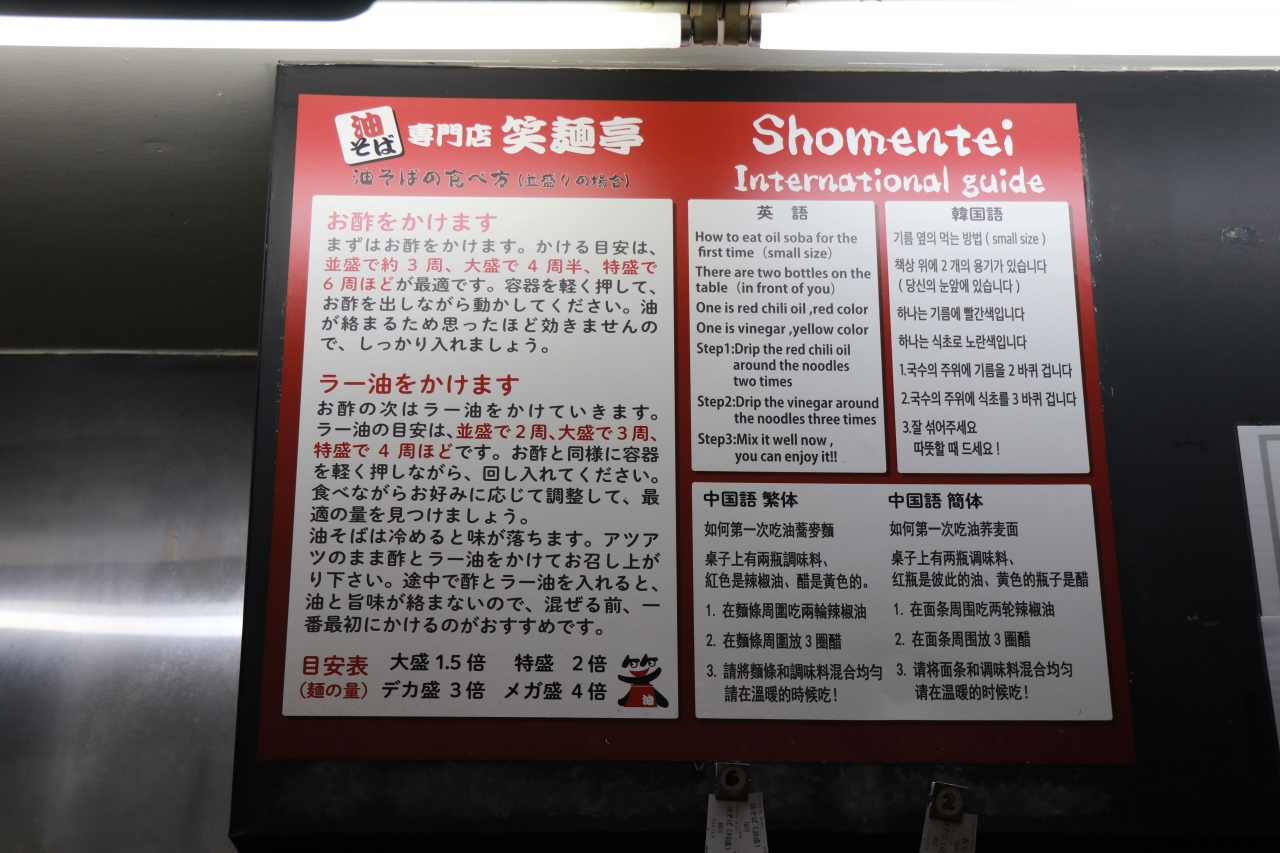 油そば 専門店 笑麺亭
油そばの食べ方(並盛りの場合)
お酢をかけます
まずはお酢をかけます。かける目安は、
並盛で約 3 周、大盛で 4 周半、特盛で
6 周ほどが最適です。容器を軽く押して、
お酢を出しながら動かしてください。油
が絡まるため思ったほど効きませんの
で、しっかり入れましょう。
ラー油をかけます
お酢の次はラー油をかけていきます。
ラー油の目安は、並盛で2周、大盛で3周、
特盛で 4 周ほどです。お酢と同様に容器
を軽く押しながら、回し入れてください。
食べながらお好みに応じて調整して、最
適の量を見つけましょう。
油そばは冷めると味が落ちます。アツア
ツのまま酢とラー油をかけてお召し上が
り下さい。途中で酢とラー油を入れると、
油と旨味が絡まないので、混ぜる前、一
番最初にかけるのがおすすめです。
目安表 大盛 1.5 倍 特盛 2 倍
(麺の量) デカ盛 3 倍 メガ盛 4 倍
油
Shomentei
International guide
英 語
How to eat oil soba for the
first time (small size)
There are two bottles on the
table (in front of you)
One is red chili oil ,red color
One is vinegar ,yellow color
Step1:Drip the red chili oil
around the noodles
two times
Step2:Drip the vinegar around
the noodles three times
Step3:Mix it well now ,
you can enjoy it!!
韓国語
기름 옆의 먹는 방법 ( small size )
책상 위에 2 개의 용기가 있습니다
( 당신의 눈앞에 있습니다 )
하나는 기름에 빨간색입니다
하나는 식초로 노란색입니다
1.국수의 주위에 기름을 2 바퀴 겁니다
2.국수의 주위에 식초를 3 바퀴 겁니다
3.잘 섞어주세요
따뜻할 때 드세요 !
中国語 繁体
如何第一次吃油蕎麥麵
桌子上有兩瓶調味料、
紅色是辣椒油、醋是黃色的。
1. 在麵條周圍吃兩輪辣椒油
2. 在麵條周圍放 3 圈醋
3. 請將麵條和調味料混合均勻
請在溫暖的時候吃!
中国語 簡体
如何第一次吃油荞麦面
桌子上有两瓶调味料、
红瓶是彼此的油、黄色的瓶子是醋
1. 在面条周围吃两轮辣椒油
2. 在面条周围放 3 圈醋
3. 请将面条和调味料混合均匀
请在温暖的时候吃!
6
2